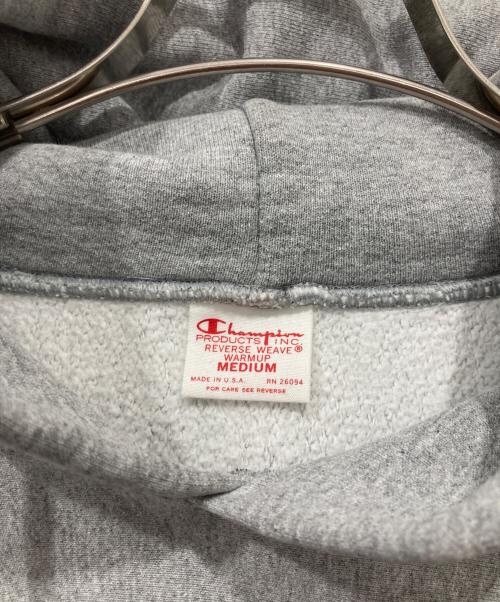 Champion
PRODUCTS INC.
REVERSE WEAVE®
WARMUP
MEDIUM
MADE IN U.S.A. RN 26094
FOR CARE SEE REVERSE